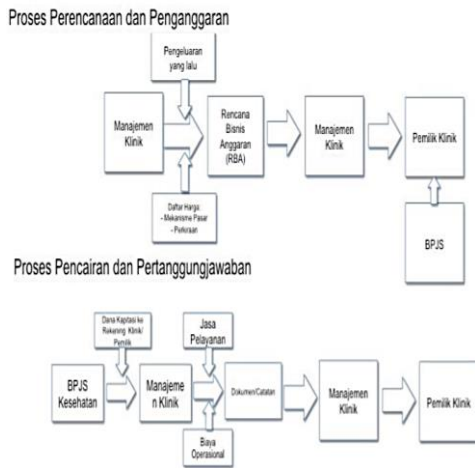 Proses Perencanaan dan Penganggaran
Pengeluaran
yang lalu
Manajemen
Klinik
Rencana
Bisnis
Anggaran
(RBA)
Manajemen
Klinik
Pemilik Klinik
Daftar Harga:
- Mekanisme Pasar
- Perkiraan
BPJS
Proses Pencairan dan Pertanggungjawaban
Dana Kapitasi ke
Rekening Klinik/
Pemilik
Jasa
Pelayanan
BPJS
Kesehatan
Manajeme
n Klinik
Dokumen/Catatan
Manajemen
Klinik
Pemilik Klinik
Biaya
Operasional